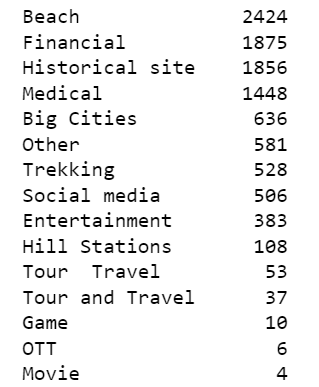 Beach 2424
Financial 1875
Historical site 1856
Medical 1448
Big Cities 636
Other 581
Trekking 528
Social media 506
Entertainment 383
Hill Stations 108
Tour  Travel 53
Tour and Travel 37
Game 10
OTT 6
Movie 4